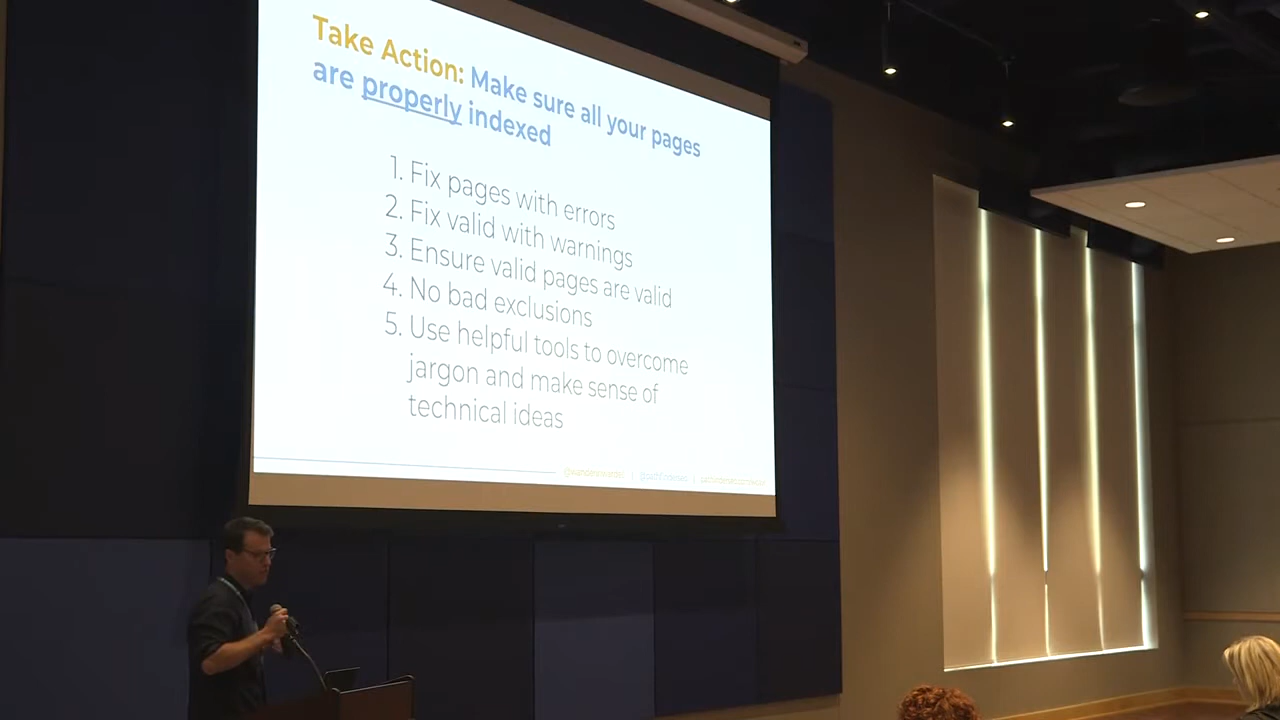 Take Action: Make sure all your pages
are properly indexed
1. Fix pages with errors
2. Fix valid with warnings
3. Ensure valid pages are valid
4. No bad exclusions
5. Use helpful tools to overcome
jargon and make sense of
technical ideas